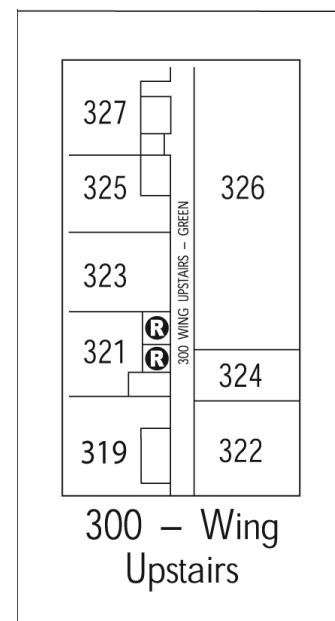 327
325
326
323
300 WING UPSTAIRS – GREEN
R
321
R
324
319
322
300 – Wing
Upstairs